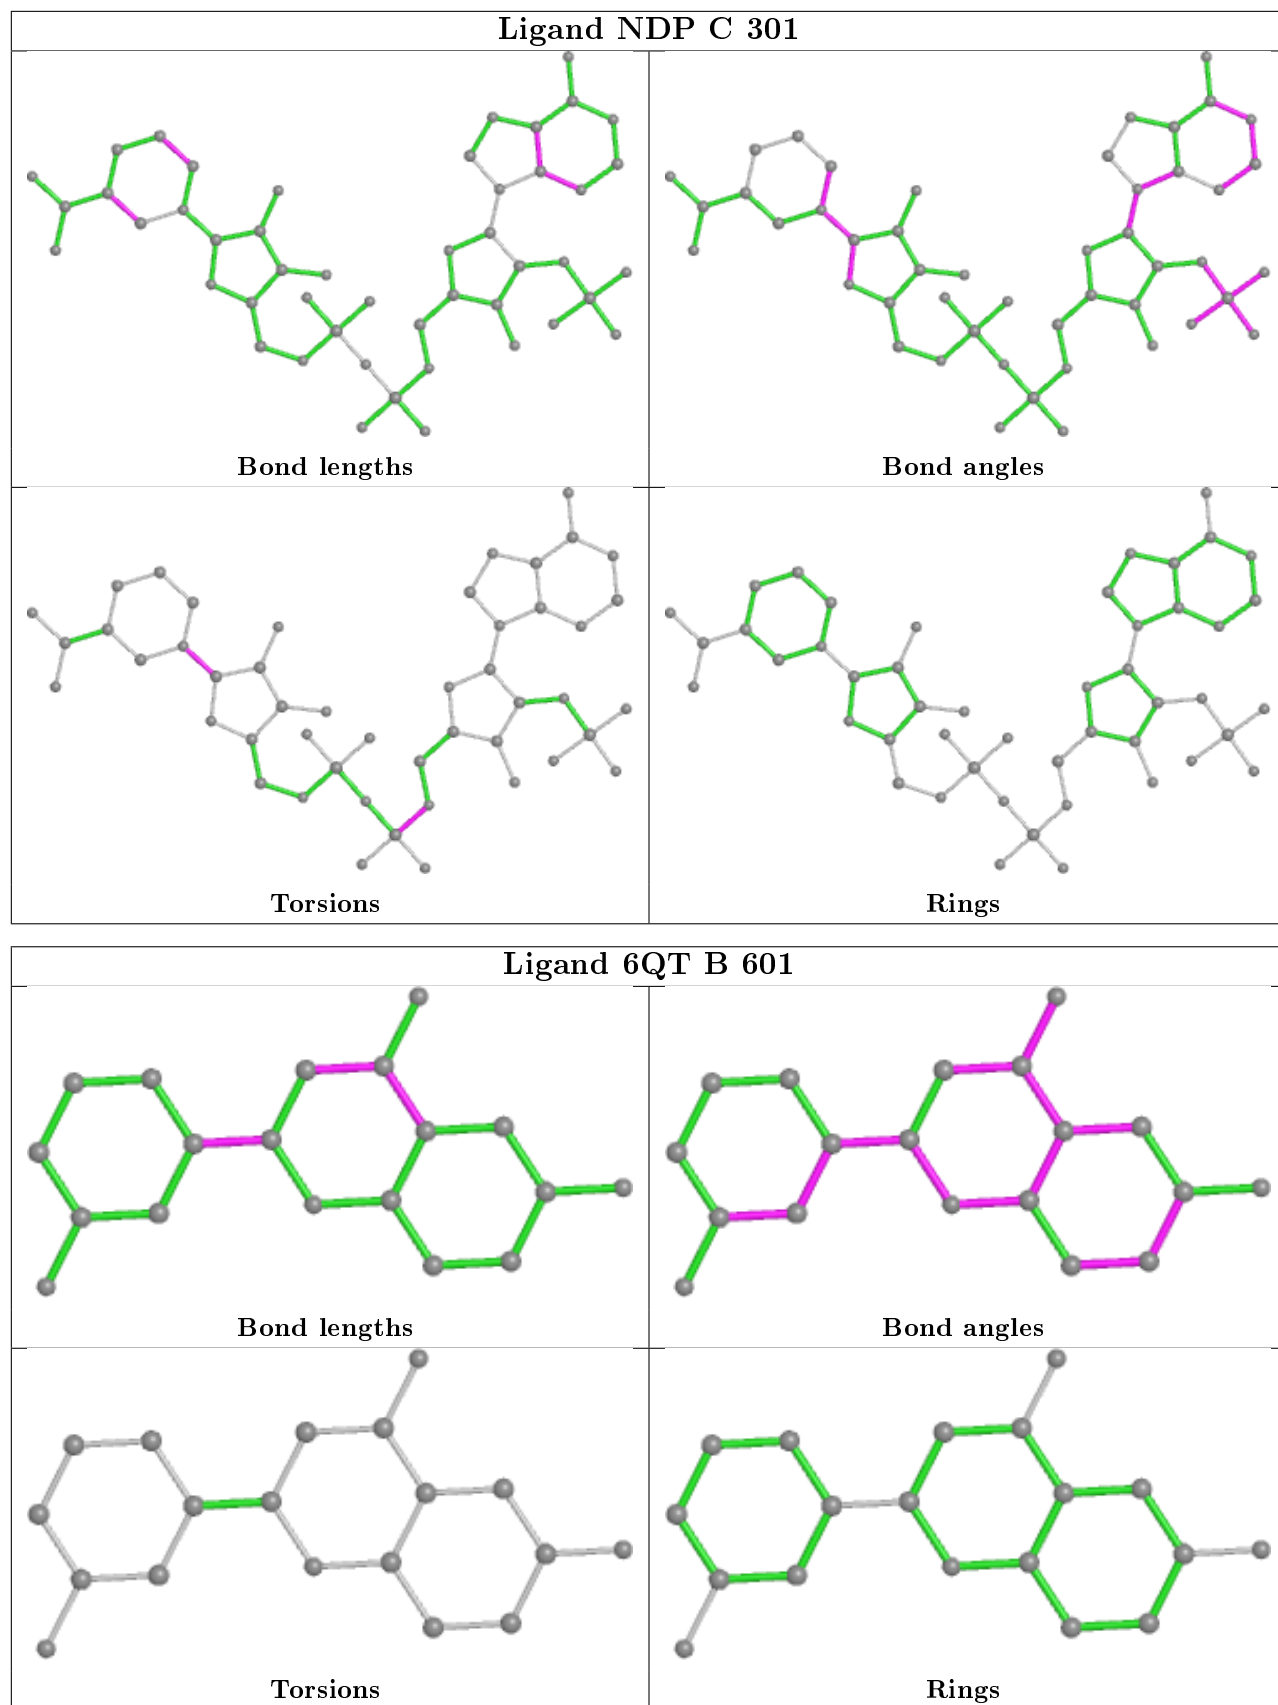 Ligand NDP C 301
Bond lengths
Bond angles
Torsions
Rings
Ligand 6QT B 601
Bond lengths
Bond angles
Torsions
Rings